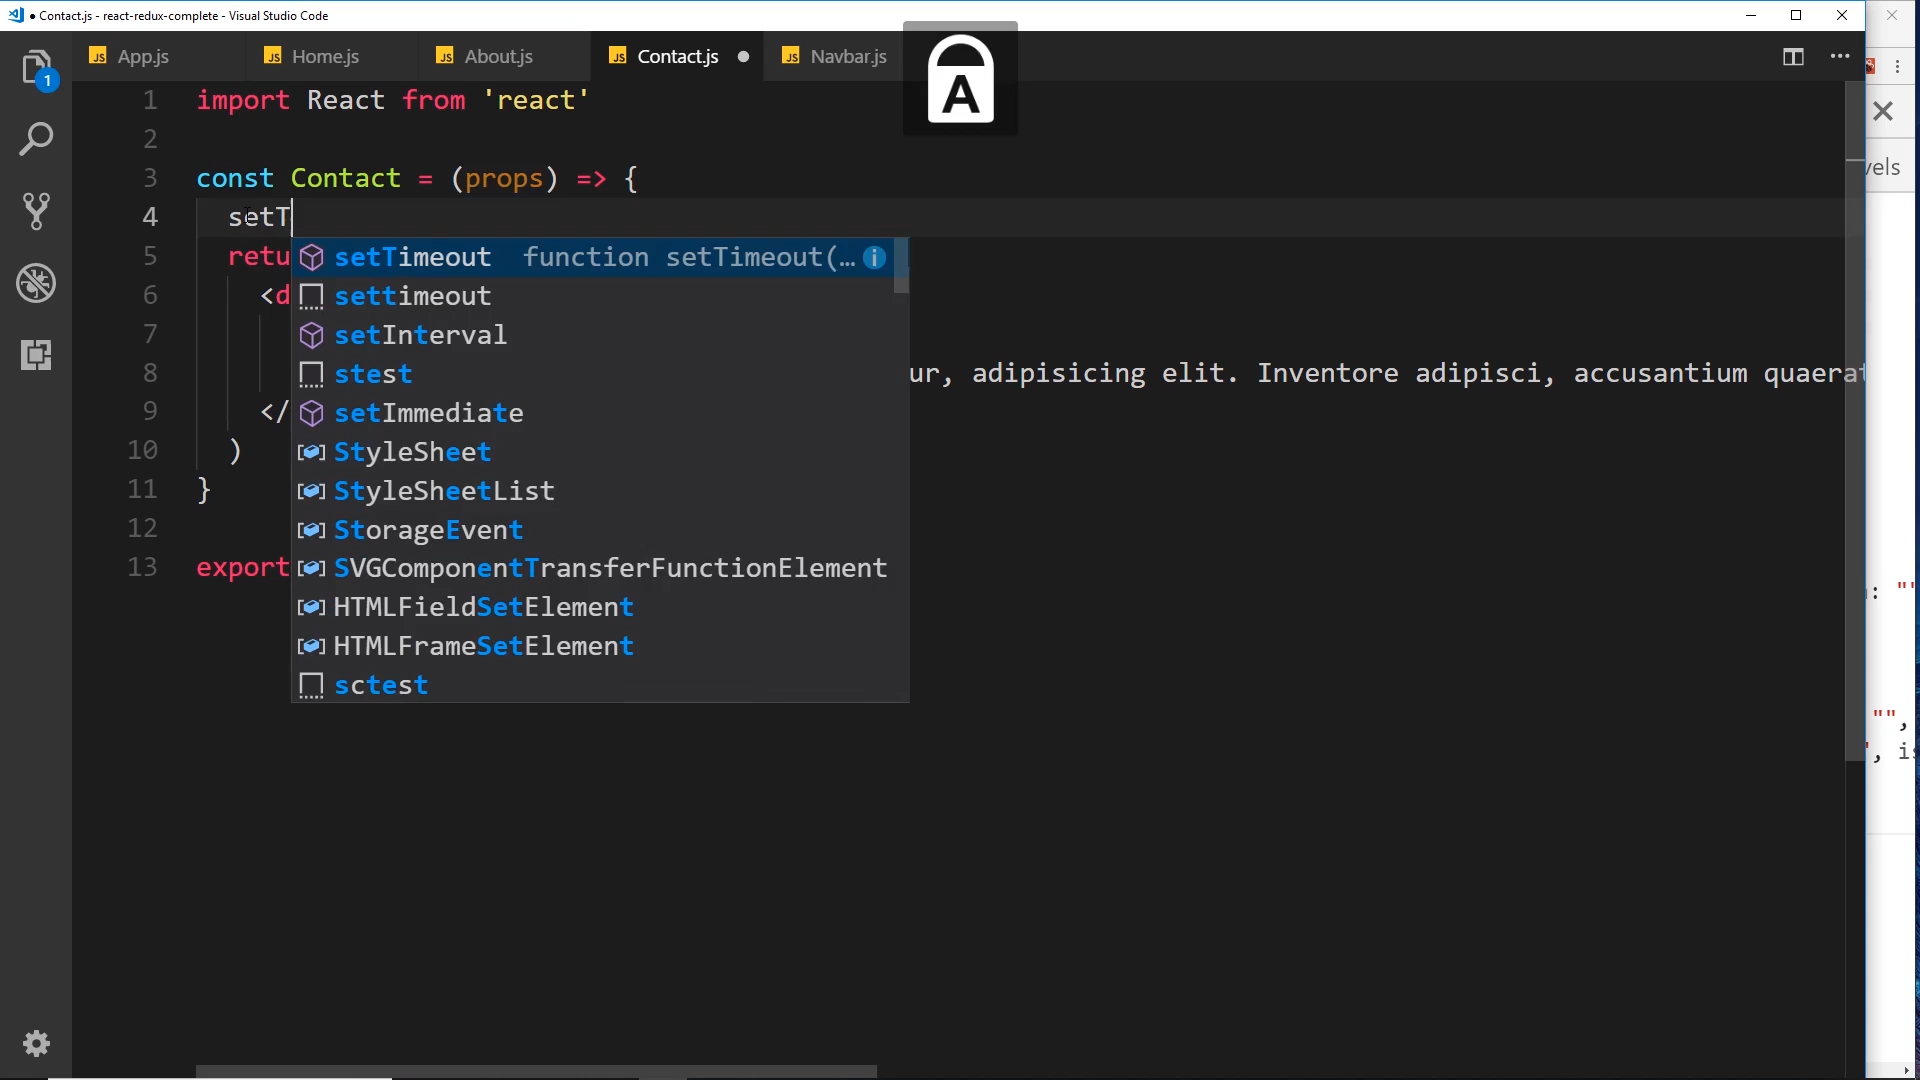 Contact.js - react-redux-complete - Visual Studio Code
App.js
Home.js
About.js
Contact.js
Navbar.js
A
1
1 import React from 'react'
2
3 const Contact = (props) => {
4 setT
5 retu
6 <d
7
8 ur, adipisicing elit. Inventore adipisci, accusantium quaerat
9 </
10 )
11 }
12
13 export
setTimeout function setTimeout(…
settimeout
setInterval
stest
setImmediate
StyleSheet
StyleSheetList
StorageEvent
SVGComponentTransferFunctionElement
HTMLFieldSetElement
HTMLFrameSetElement
sctest
vels
: "'
"",
', is